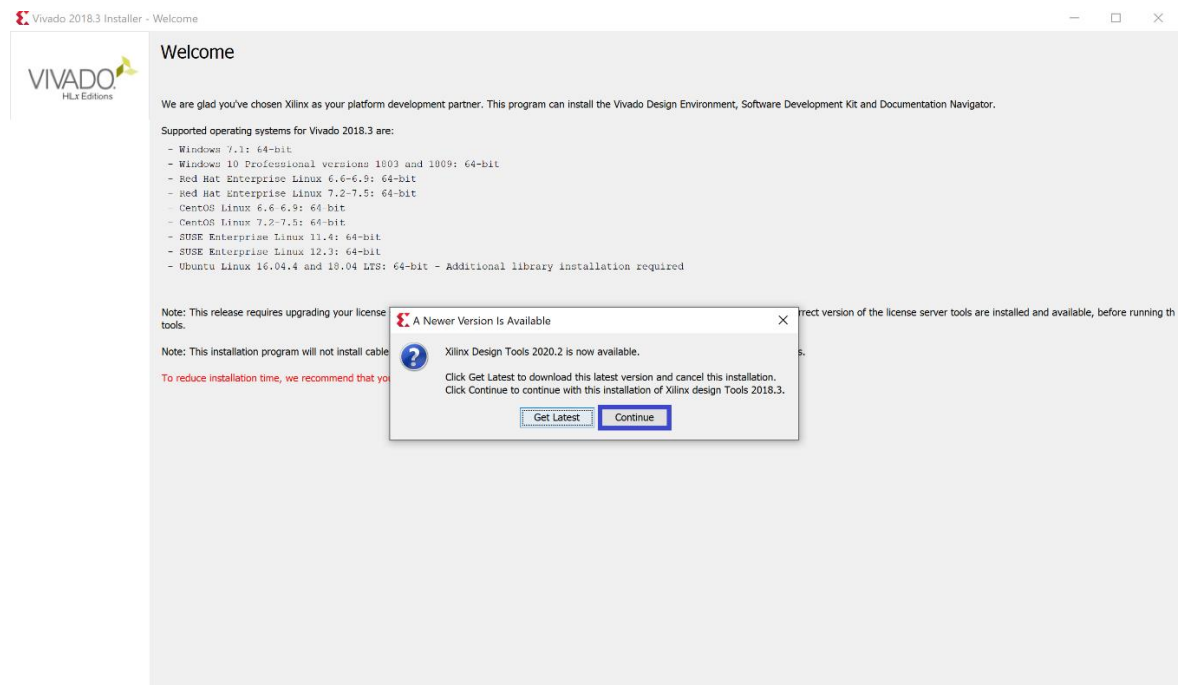 Vivado 2018.3 Installer - Welcome
VIVADO.
HLx Editions
Welcome
We are glad you've chosen Xilinx as your platform development partner. This program can install the Vivado Design Environment, Software Development Kit and Documentation Navigator.
Supported operating systems for Vivado 2018.3 are:
- Windows 7.1: 64-bit
- Windows 10 Professional versions 1803 and 1809: 64-bit
- Red Hat Enterprise Linux 6.6-6.9: 64-bit
- Red Hat Enterprise Linux 7.2-7.5: 64-bit
- CentOS Linux 6.6-6.9: 64-bit
- CentOS Linux 7.2-7.5: 64-bit
- SUSE Enterprise Linux 11.4: 64-bit
- SUSE Enterprise Linux 12.3: 64-bit
- Ubuntu Linux 16.04.4 and 18.04 LTS: 64-bit - Additional library installation required
Note: This release requires upgrading your license rrect version of the license server tools are installed and available, before running th
tools.
Note: This installation program will not install cable s.
To reduce installation time, we recommend that you
A Newer Version Is Available
Xilinx Design Tools 2020.2 is now available.
Click Get Latest to download this latest version and cancel this installation.
Click Continue to continue with this installation of Xilinx design Tools 2018.3.
Get Latest Continue